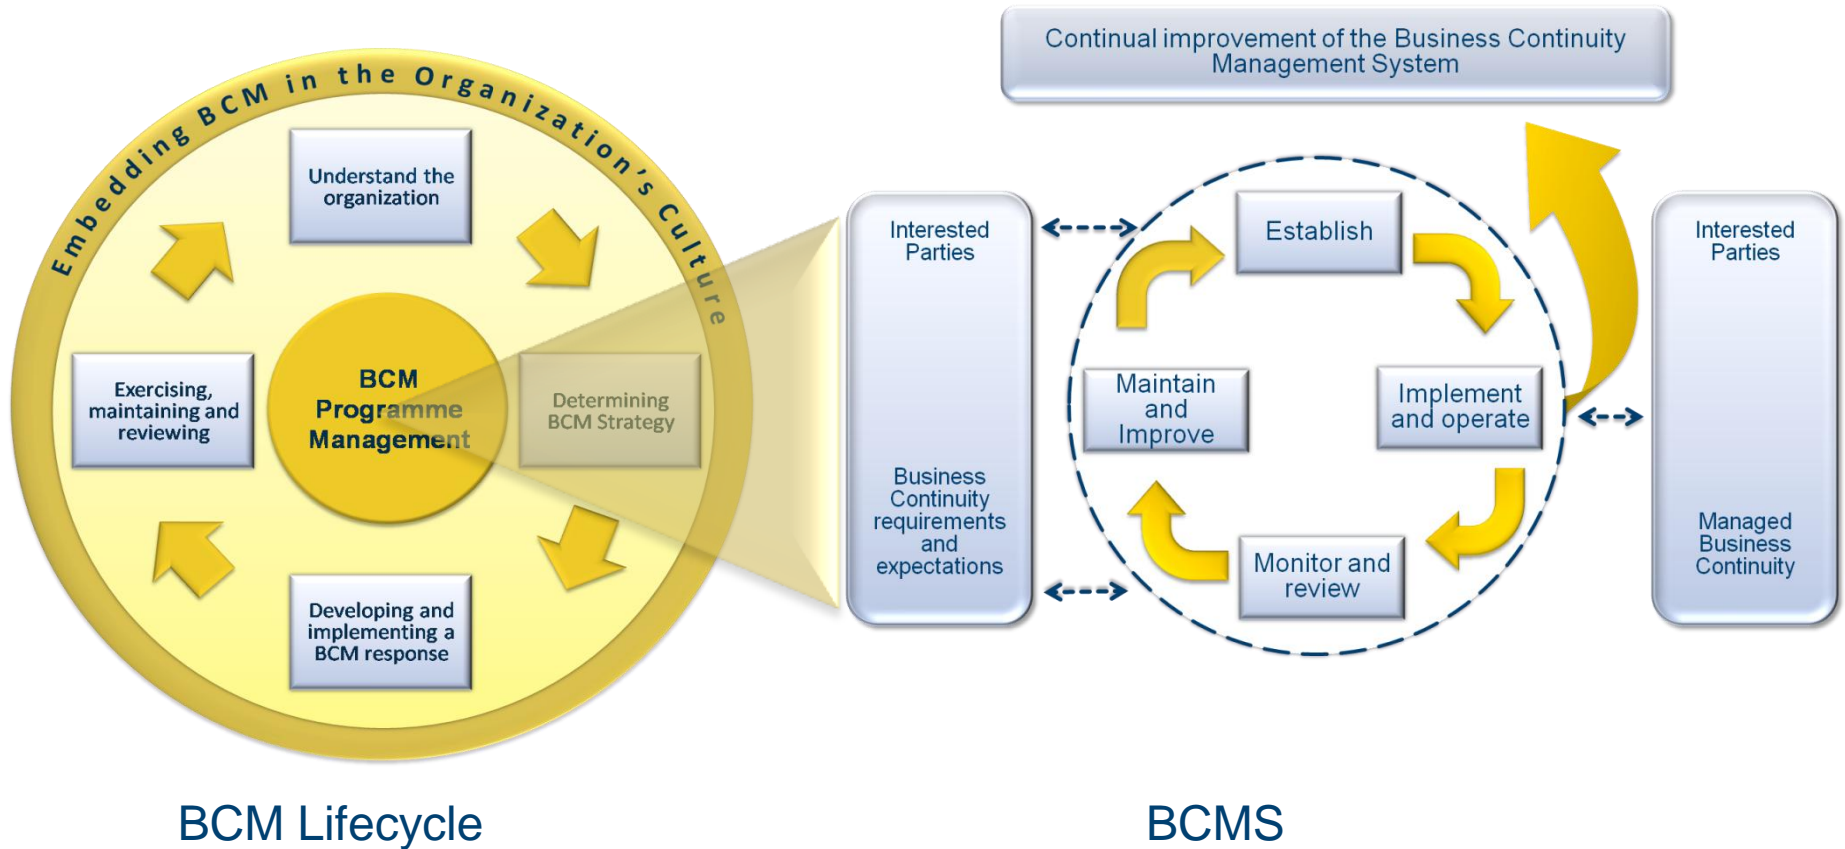 Embedding BCM in the Organization's Culture
Understand the
organization
Determining
BCM Strategy
Developing and
implementing a
BCM response
Exercising,
maintaining and
reviewing
BCM
Programme
Management
BCM Lifecycle
Continual improvement of the Business Continuity
Management System
Interested
Parties
Business
Continuity
requirements
and
expectations
Establish
Implement
and operate
Monitor and
review
Maintain
and
Improve
Interested
Parties
Managed
Business
Continuity
BCMS